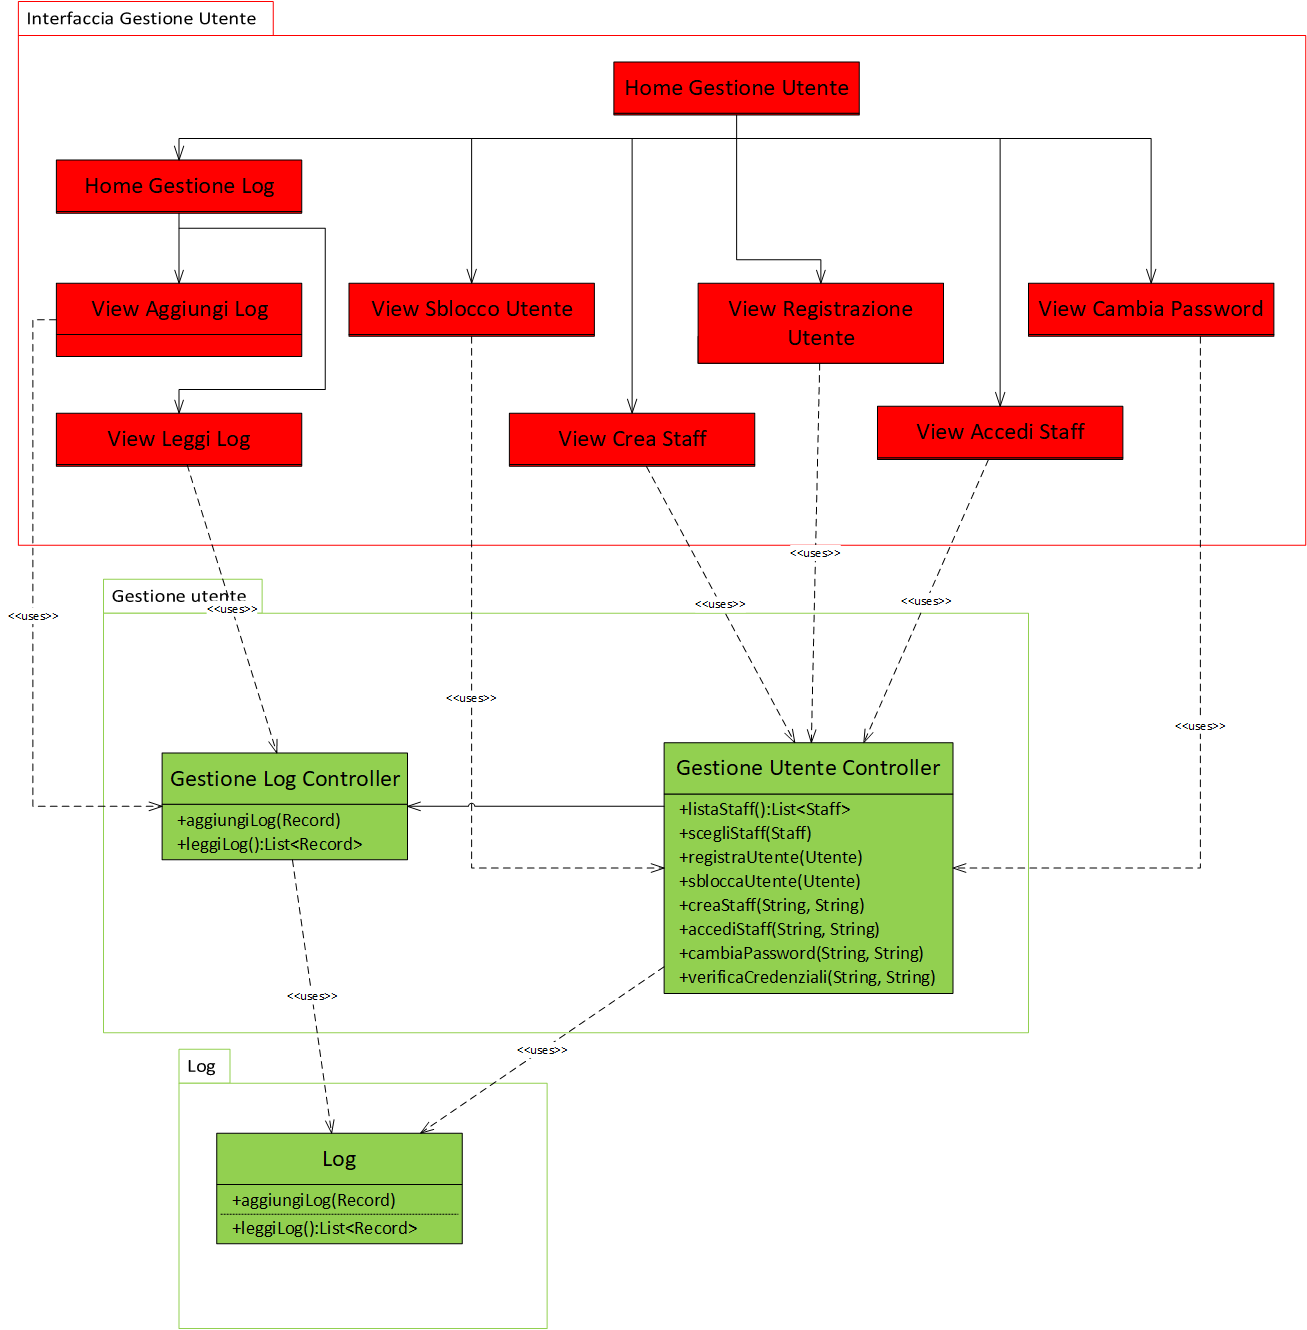 Interfaccia Gestione Utente
Home Gestione Utente
Home Gestione Log
View Aggiungi Log
View Sblocco Utente
View Registrazione
Utente
View Cambia Password
View Leggi Log
View Crea Staff
View Accedi Staff
<<uses>>
Gestione utente
<<uses>>
<<uses>>
<<uses>>
<<uses>>
<<uses>>
<<uses>>
Gestione Log Controller
+aggiungiLog(Record)
+leggiLog():List<Record>
Gestione Utente Controller
+listaStaff():List<Staff>
+scegliStaff(Staff)
+registraUtente(Utente)
+sbloccaUtente(Utente)
+creaStaff(String, String)
+accediStaff(String, String)
+cambiaPassword(String, String)
+verificaCredenziali(String, String)
<<uses>>
<<uses>>
Log
Log
+aggiungiLog(Record)
+leggiLog():List<Record>